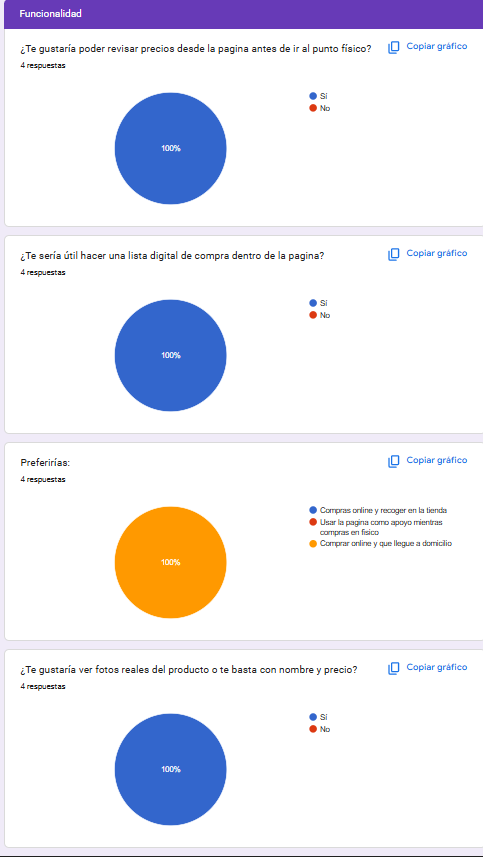 Funcionalidad
¿Te gustaría poder revisar precios desde la pagina antes de ir al punto físico?
Copiar gráfico
4 respuestas
Sí
No
100%
¿Te sería útil hacer una lista digital de compra dentro de la pagina?
Copiar gráfico
4 respuestas
Sí
No
100%
Preferirías:
Copiar gráfico
4 respuestas
Compras online y recoger en la tienda
Usar la pagina como apoyo mientras
compras en fisico
Comprar online y que llegue a domicilio
100%
¿Te gustaría ver fotos reales del producto o te basta con nombre y precio?
Copiar gráfico
4 respuestas
Sí
No
100%